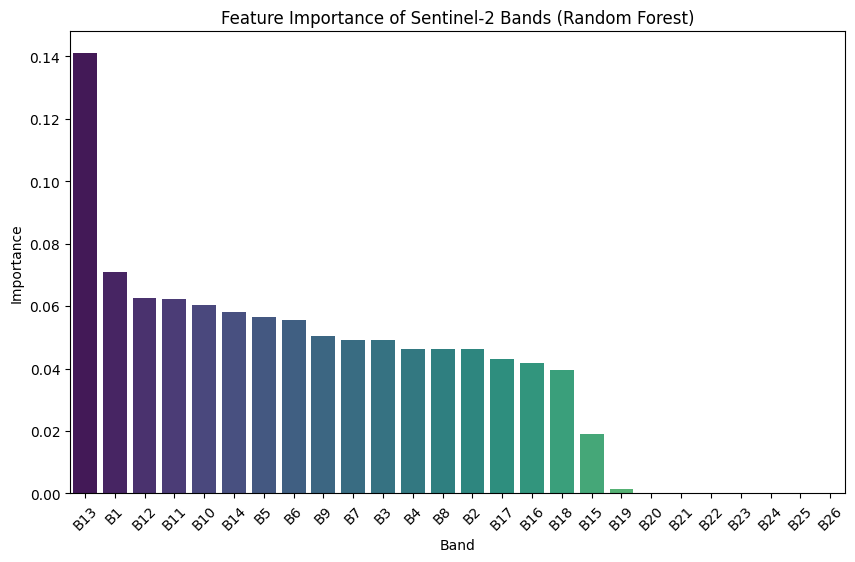 Feature Importance of Sentinel-2 Bands (Random Forest)
Importance
0.14
0.12
0.10
0.08
0.06
0.04
0.02
0.00
B13 B1 B12 B11 B10 B14 B5 B6 B9 B7 B3 B4 B8 B2 B17 B16 B18 B15 B19 B20 B21 B22 B23 B24 B25 B26
Band